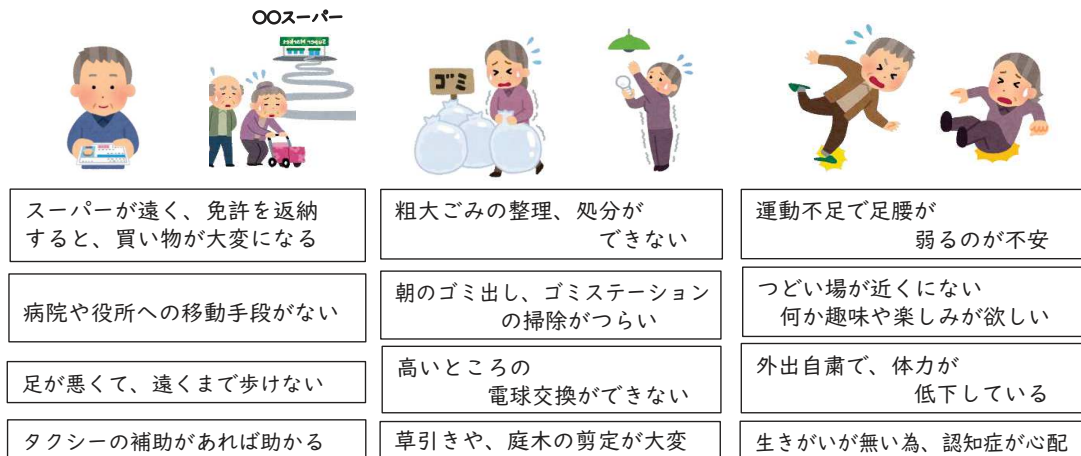 〇〇スーパー
Super Market
ゴミ
スーパーが遠く、免許を返納
すると、買い物が大変になる
病院や役所への移動手段がない
足が悪くて、遠くまで歩けない
タクシーの補助があれば助かる
粗大ごみの整理、処分が
できない
朝のゴミ出し、ゴミステーション
の掃除がつらい
高いところの
電球交換ができない
草引きや、庭木の剪定が大変
運動不足で足腰が
弱るのが不安
つどい場が近くにない
何か趣味や楽しみが欲しい
外出自粛で、体力が
低下している
生きがいが無い為、認知症が心配